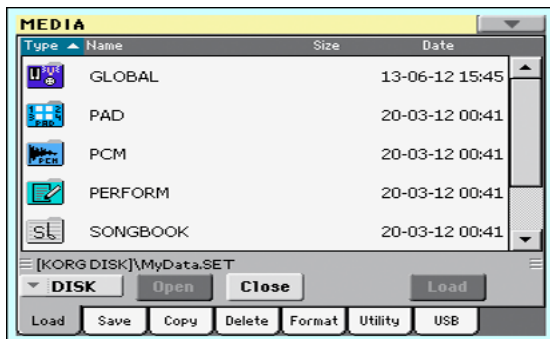 MEDIA
Type Name Size Date
GLOBAL 13-06-12 15:45
PAD 20-03-12 00:41
PCM 20-03-12 00:41
PERFORM 20-03-12 00:41
SONGBOOK 20-03-12 00:41
[KORG DISK]\MyData.SET
DISK Open Close Load
Load Save Copy Delete Format Utility USB